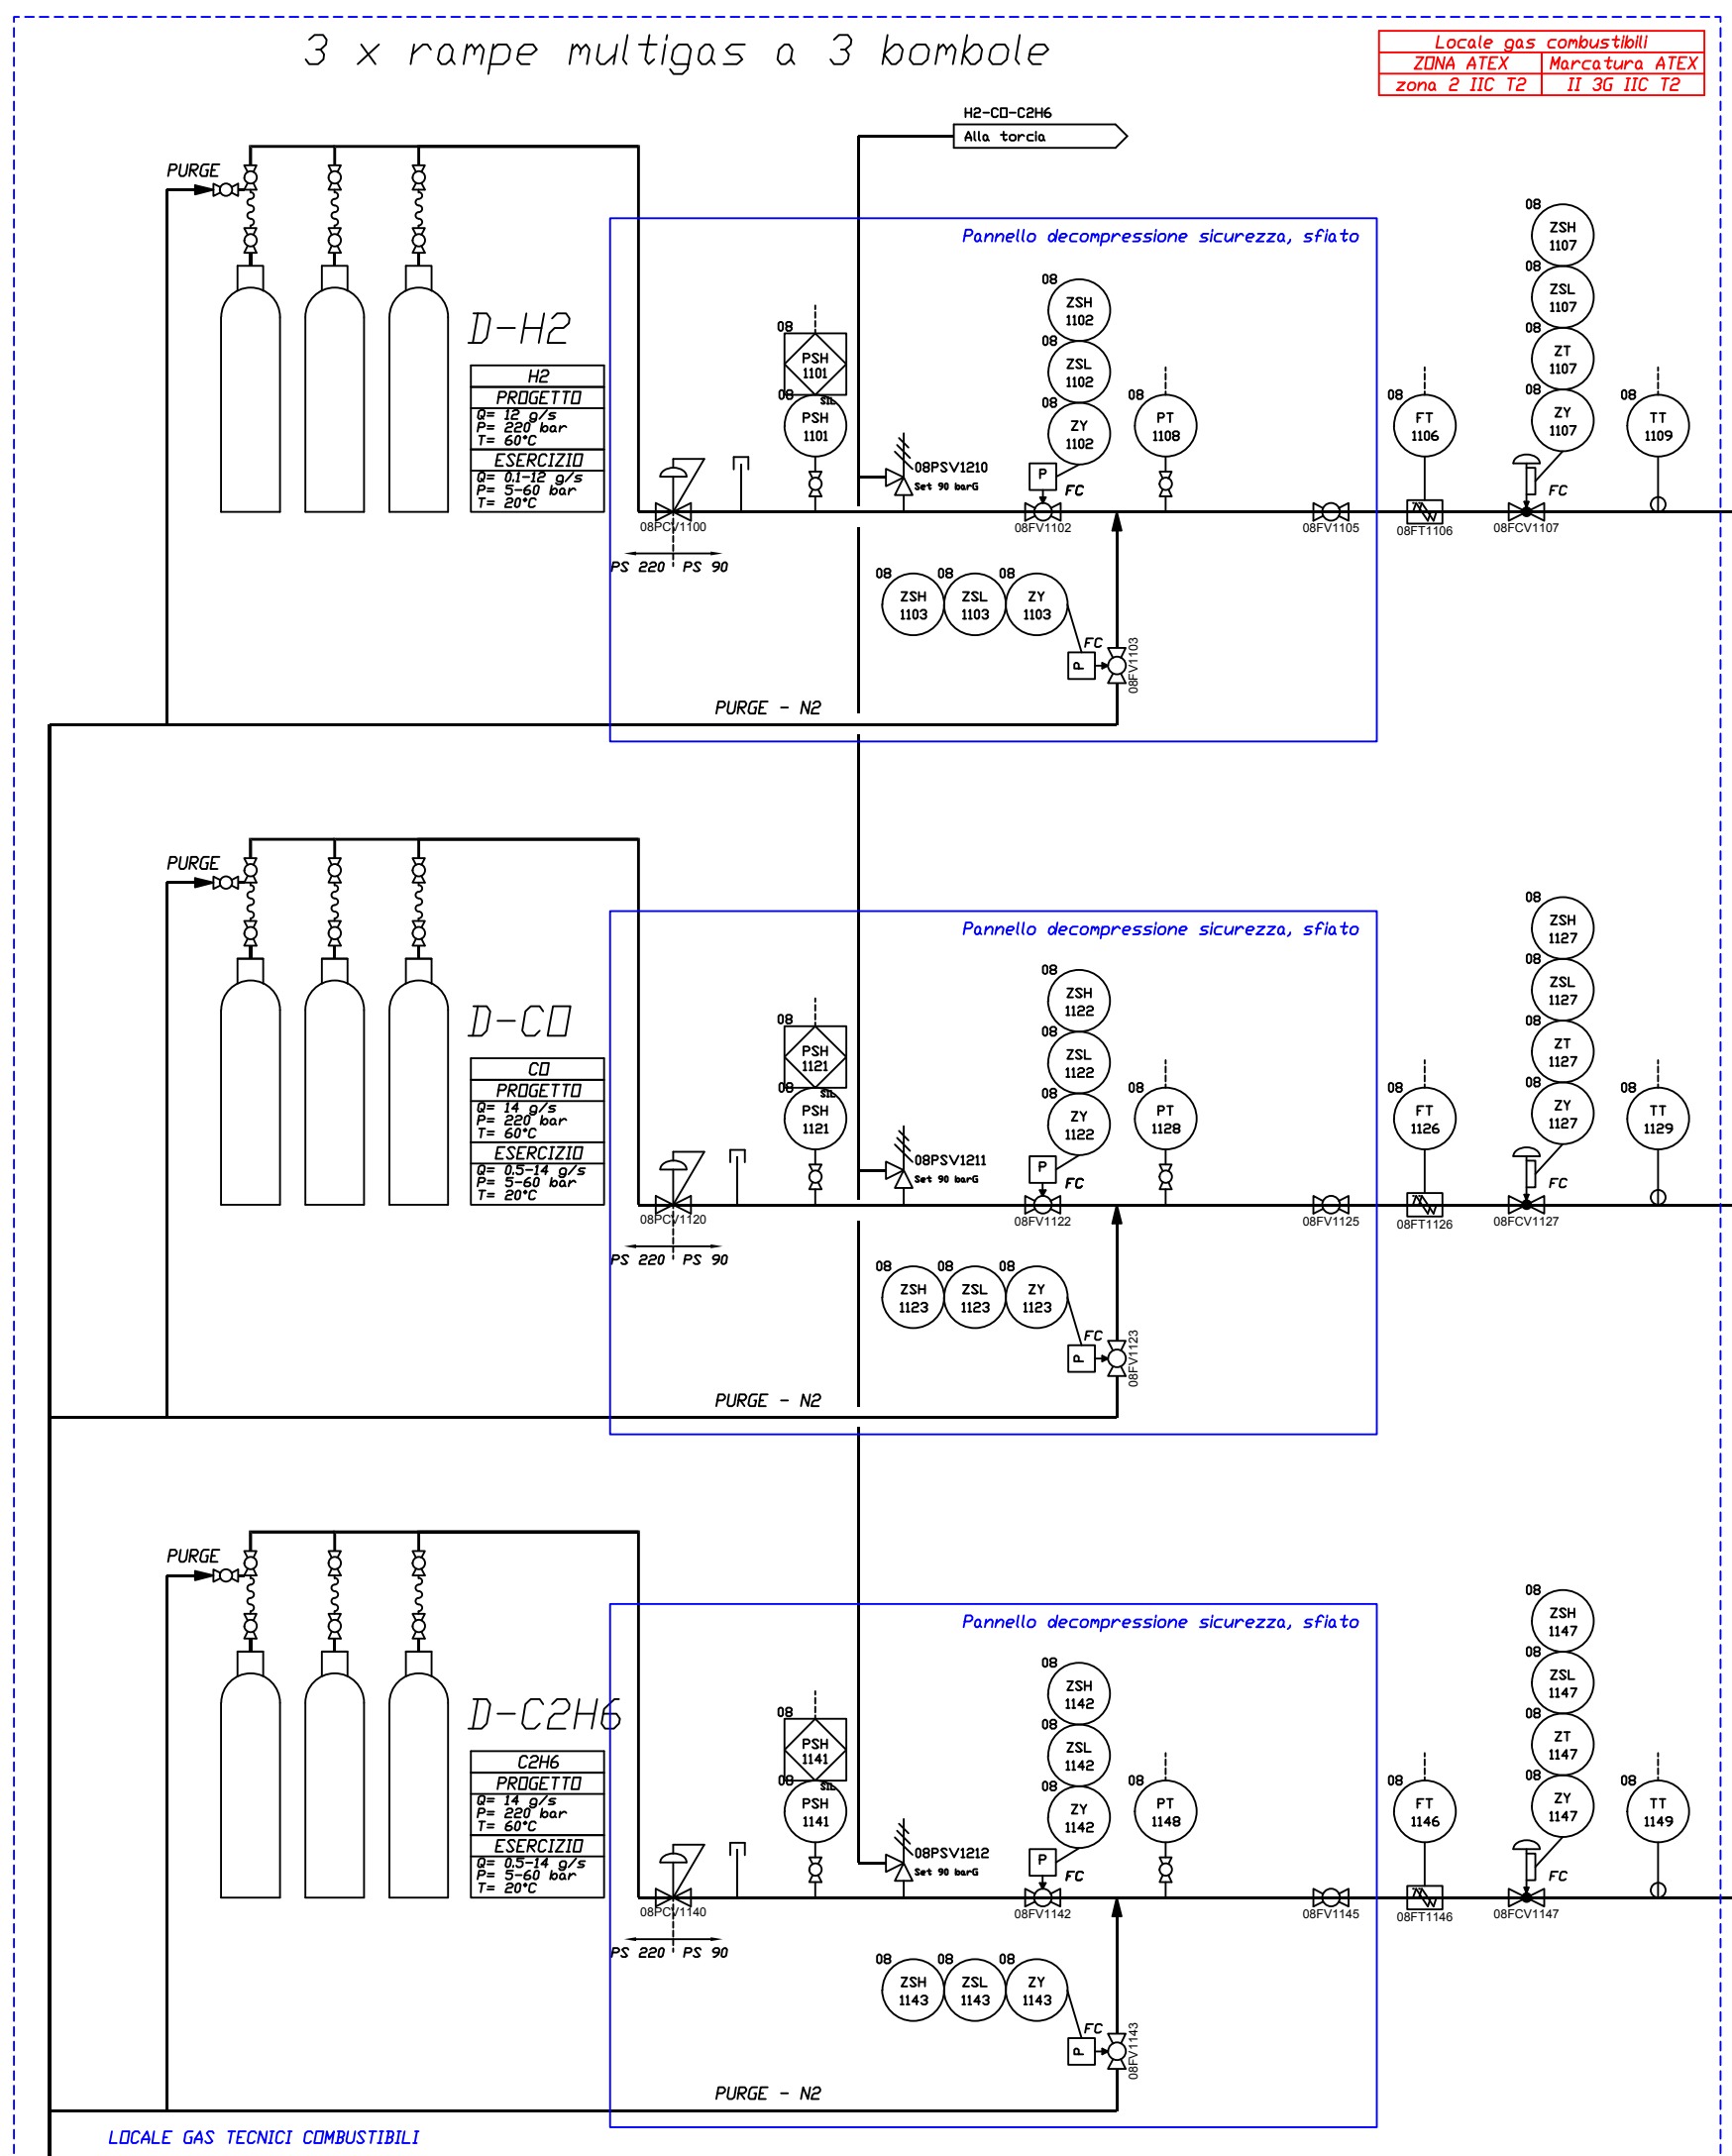 3 x rampe multigas a 3 bombole
Locale gas combustibili
ZONA ATEX Marcatura ATEX
zona 2 IIC T2 II 3G IIC T2
H2-CO-C2H6
Alla torcia
PURGE
Pannello decompressione sicurezza, sfiato
D-H2
H2
PROGETTO
Q= 12 g/s
P= 220 bar
T= 60°C
ESERCIZIO
Q= 0.1-12 g/s
P= 5-60 bar
T= 20°C
08PCV1100
PS 220 PS 90
08
PSH
1101
SIL
08
PSH
1101
08PSV1210
Set 90 barG
08
ZSH
1102
08
ZSL
1102
08
ZY
1102
P
FC
08FV1102
08
PT
1108
08FV1105
08
FT
1106
08FT1106
08
ZSH
1107
08
ZSL
1107
08
ZT
1107
08
ZY
1107
FC
08FCV1107
08
TT
1109
08
ZSH
1103
08
ZSL
1103
08
ZY
1103
FC
P
08FV1103
PURGE - N2
PURGE
Pannello decompressione sicurezza, sfiato
D-CO
CO
PROGETTO
Q= 14 g/s
P= 220 bar
T= 60°C
ESERCIZIO
Q= 0.5-14 g/s
P= 5-60 bar
T= 20°C
08PCV1120
PS 220 PS 90
08
PSH
1121
SIL
08
PSH
1121
08PSV1211
Set 90 barG
08
ZSH
1122
08
ZSL
1122
08
ZY
1122
P
FC
08FV1122
08
PT
1128
08FV1125
08
FT
1126
08FT1126
08
ZSH
1127
08
ZSL
1127
08
ZT
1127
08
ZY
1127
FC
08FCV1127
08
TT
1129
08
ZSH
1123
08
ZSL
1123
08
ZY
1123
FC
P
08FV1123
PURGE - N2
PURGE
Pannello decompressione sicurezza, sfiato
D-C2H6
C2H6
PROGETTO
Q= 14 g/s
P= 220 bar
T= 60°C
ESERCIZIO
Q= 0.5-14 g/s
P= 5-60 bar
T= 20°C
08PCV1140
PS 220 PS 90
08
PSH
1141
SIL
08
PSH
1141
08PSV1212
Set 90 barG
08
ZSH
1142
08
ZSL
1142
08
ZY
1142
P
FC
08FV1142
08
PT
1148
08FV1145
08
FT
1146
08FT1146
08
ZSH
1147
08
ZSL
1147
08
ZT
1147
08
ZY
1147
FC
08FCV1147
08
TT
1149
08
ZSH
1143
08
ZSL
1143
08
ZY
1143
FC
P
08FV1143
PURGE - N2
LOCALE GAS TECNICI COMBUSTIBILI